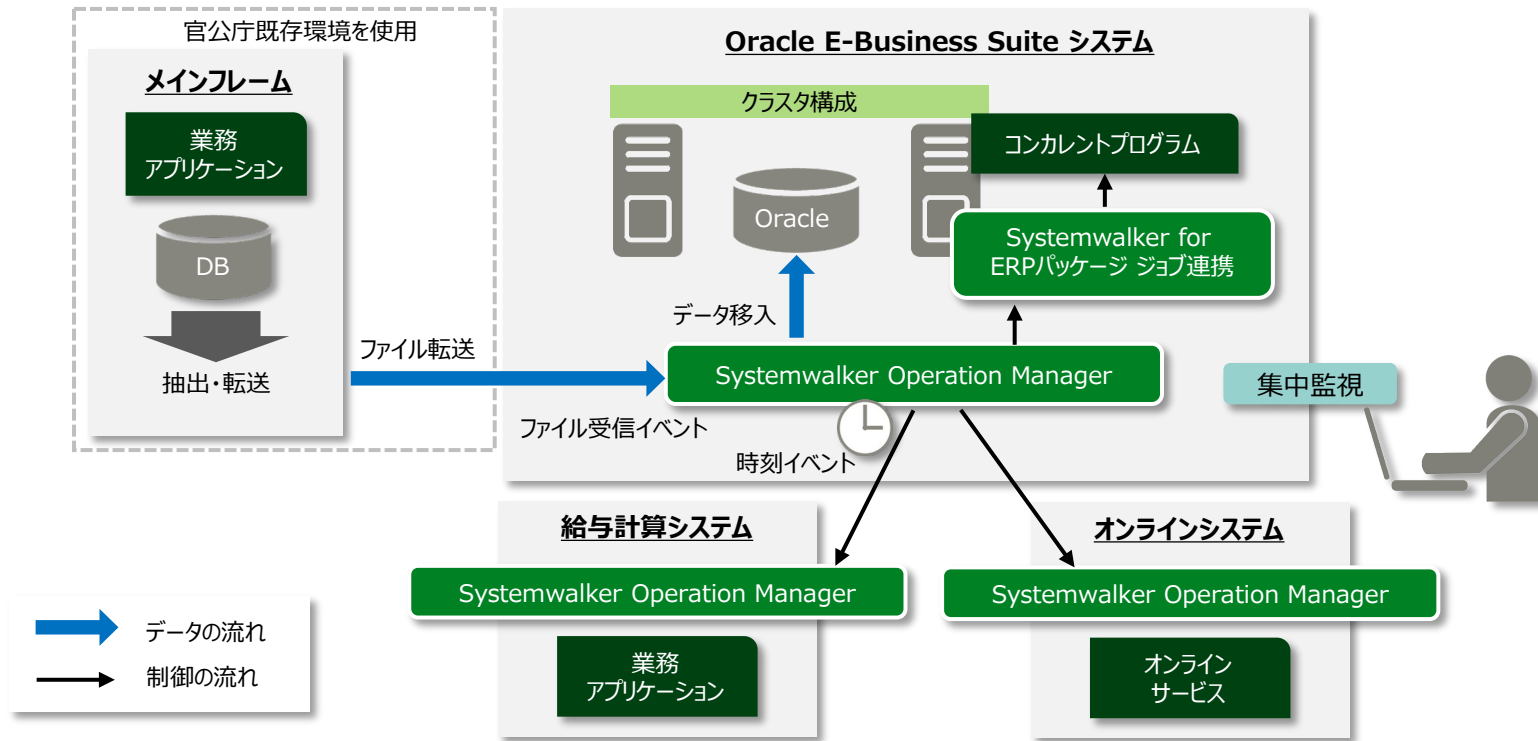 官公庁既存環境を使用
メインフレーム
業務
アプリケーション
DB
抽出・転送
ファイル転送
Oracle E-Business Suite システム
クラスタ構成
コンカレントプログラム
Oracle
Systemwalker for
ERPパッケージ ジョブ連携
データ移入
Systemwalker Operation Manager
ファイル受信イベント
時刻イベント
集中監視
給与計算システム
Systemwalker Operation Manager
業務
アプリケーション
オンラインシステム
Systemwalker Operation Manager
オンライン
サービス
データの流れ
制御の流れ